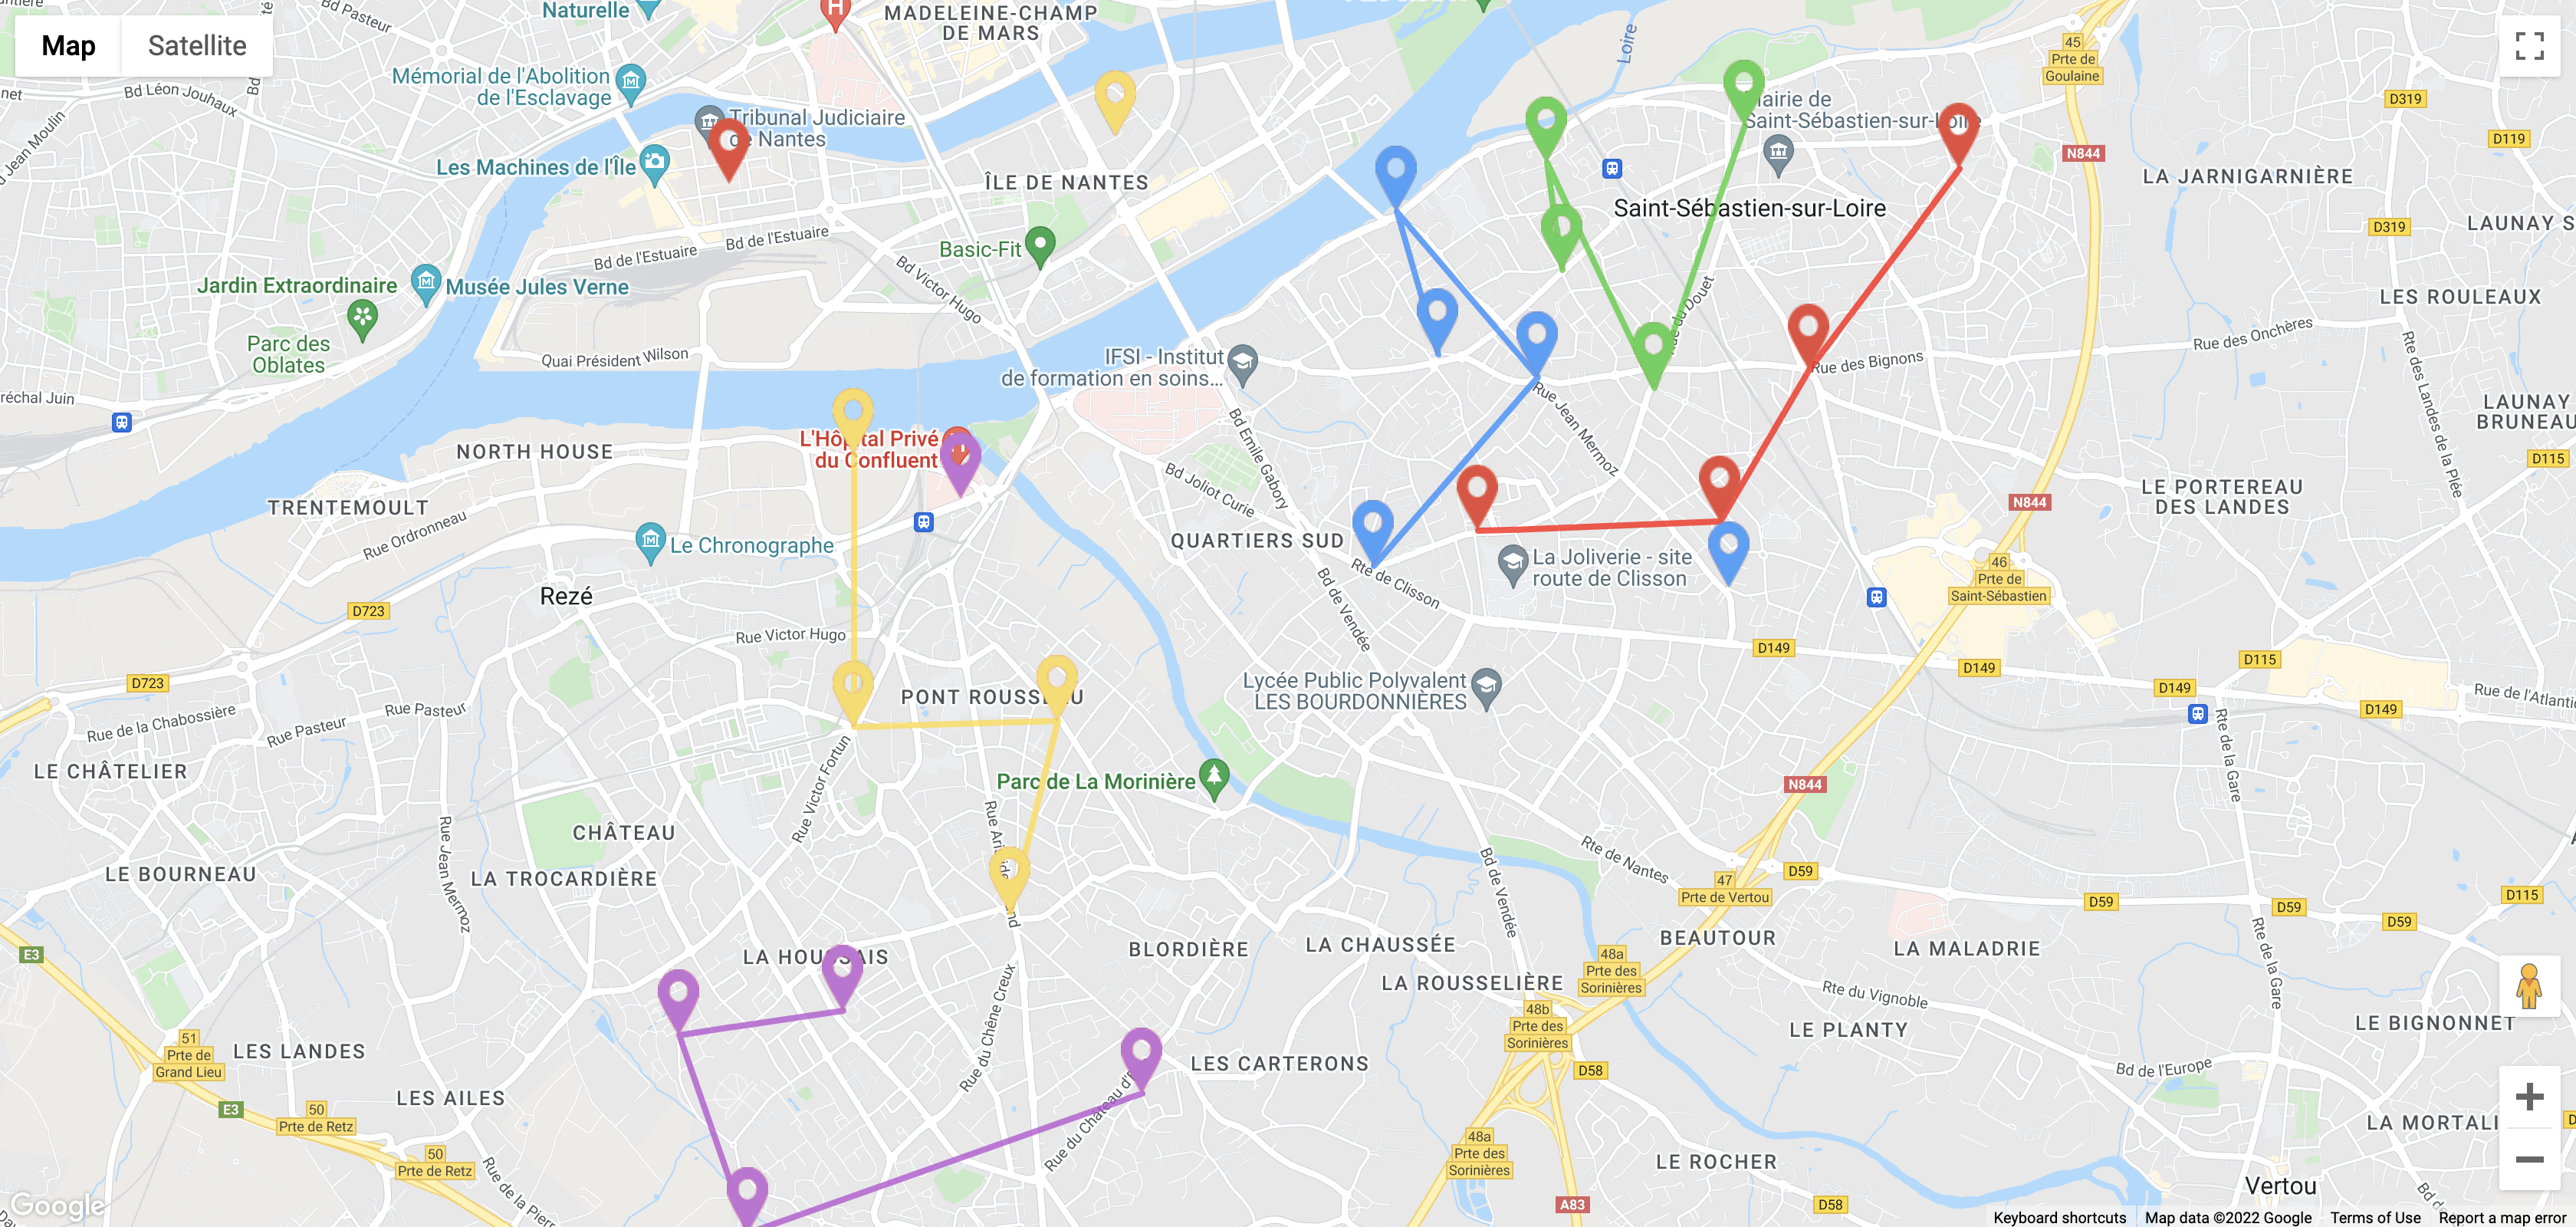 Map
Satellite
Bd Pasteur
Naturelle
MADELEINE-CHAMP
DE MARS
Mémorial de l'Abolition
de l'Esclavage
Bd Léon Jouhaux
Tribunal Judiciaire
de Nantes
Les Machines de l'Île
ÎLE DE NANTES
Bd de l'Estuaire
Bd de l'Estuaire
Basic-Fit
Bd Victor Hugo
Jardin Extraordinaire
Musée Jules Verne
Parc des
Oblates
Quai Président Wilson
IFSI - Institut
de formation en soins...
Loire
Mairie de
Saint-Sébastien-sur-Loire
Saint-Sébastien-sur-Loire
Rue du Douet
Rue des Bignons
Rue Jean Mermoz
45
Prte de
Goulaine
N844
D319
D119
LA JARNIGARNIÈRE
D319
LAUNAY S
LES ROULEAUX
Rue des Onchères
Rte des Landes de la Plée
LAUNAY
BRUNEAU
D115
réchal Juin
NORTH HOUSE
L'Hôpital Privé
du Confluent
TRENTEMOULT
Rue Ordronneau
Le Chronographe
Rezé
D723
Bd Emile Gabory
Bd Joliot Curie
QUARTIERS SUD
Rte de Clisson
Bd de Vendée
La Joliverie - site
route de Clisson
N844
LE PORTEREAU
DES LANDES
46
Prte de
Saint-Sébastien
D149
D149
D115
D149
D149
Rue de l'Atlanti
Rte de la Gare
Rue Victor Hugo
D723
Rue de la Chabossière
Rue Pasteur
Rue Pasteur
PONT ROUSSEAU
Lycée Public Polyvalent
LES BOURDONNIÈRES
Parc de La Morinière
LE CHÂTELIER
Rue Victor Fortun
CHÂTEAU
Rue Jean Mermoz
LE BOURNEAU
LA TROCARDIÈRE
N844
Rte de Nantes
Bd de Vendée
47
Prte de Vertou
D59
D59
D59
D59
D115
E3
LA HOUSSAIS
BLORDIÈRE
LA CHAUSSÉE
BEAUTOUR
LA MALADRIE
LA ROUSSELIÈRE
48a
Prte des
Sorinières
Rte du Vignoble
Rte de la Gare
Rue du Chêne Creux
48b
Prte des
Sorinières
LE PLANTY
LE BIGNONNET
51
Prte de
Grand Lieu
LES LANDES
LES CARTERONS
D58
Bd de l'Europe
LES AILES
E3
50
Prte de Retz
50
Prte de Retz
Rue du Chateau d'
LA MORTALI
48a
Prte des
Sorinières
LE ROCHER
Rue de la Pierr
Vertou
A83
D58
Google
Keyboard shortcuts
Map data ©2022 Google
Terms of Use
Report a map error